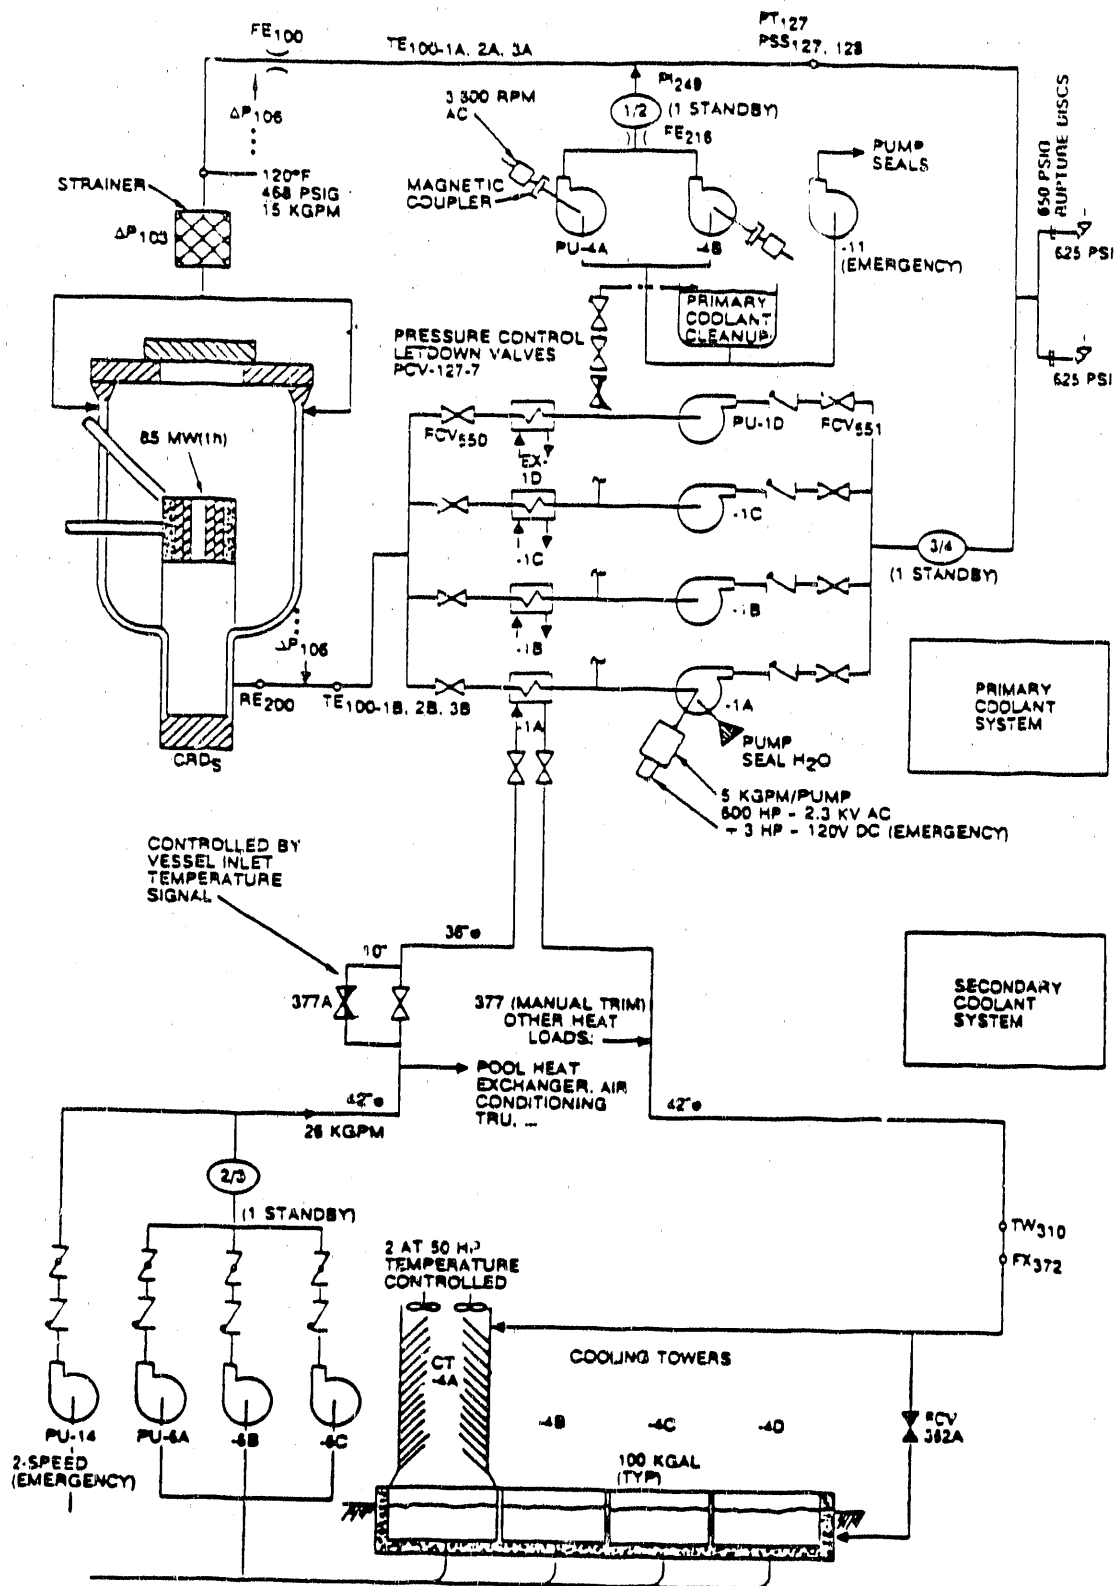 FE100
TE100-1A, 2A, 3A
PT127
PSS127, 128
ΔP106
3 600 RPM
AC
PI249
1/2
(1 STANDBY)
FE216
650 PSIG
RUPTURE DISCS
STRAINER
120°F
468 PSIG
15 KGPM
MAGNETIC
COUPLER
PUMP
SEALS
ΔP103
PU-4A
-4B
-11
(EMERGENCY)
625 PSI
PRIMARY
COOLANT
CLEANUP
PRESSURE CONTROL
LETDOWN VALVES
PCV-127-7
625 PSI
85 MW(th)
FCV550
EX-
1D
PU-1D
FCV551
-1C
-1C
3/4
(1 STANDBY)
-1B
-1B
ΔP106
RE200
TE100-1B, 2B, 3B
-1A
-1A
PRIMARY
COOLANT
SYSTEM
CRDs
PUMP
SEAL H2O
5 KGPM/PUMP
600 HP - 2.3 KV AC
+ 3 HP - 120V DC (EMERGENCY)
CONTROLLED BY
VESSEL INLET
TEMPERATURE
SIGNAL
36"ø
10"
377A
377 (MANUAL TRIM)
OTHER HEAT
LOADS:
SECONDARY
COOLANT
SYSTEM
POOL HEAT
EXCHANGER, AIR
CONDITIONING
TRU, ...
42"ø
26 KGPM
42"ø
2/3
(1 STANDBY)
TW310
FX372
2 AT 50 HP
TEMPERATURE
CONTROLLED
COOLING TOWERS
CT
-4A
-4B
-4C
-4D
FCV
362A
PU-14
2-SPEED
(EMERGENCY)
PU-6A
-6B
-6C
100 KGAL
(TYP)